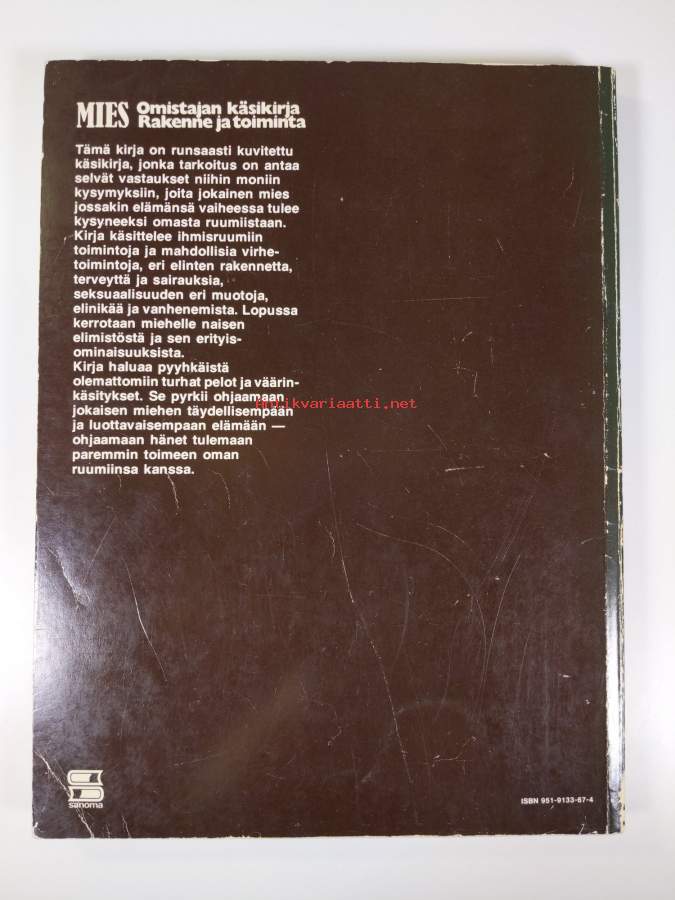 MIES Omistajan käsikirja
Rakenne ja toiminta
Tämä kirja on runsaasti kuvitettu
käsikirja, jonka tarkoitus on antaa
selvät vastaukset niihin moniin
kysymyksiin, joita jokainen mies
jossakin elämänsä vaiheessa tulee
kysyneeksi omasta ruumiistaan.
Kirja käsittelee ihmisruumiin
toimintoja ja mahdollisia virhe-
toimintoja, eri elinten rakennetta,
terveyttä ja sairauksia,
seksuaalisuuden eri muotoja,
elinikää ja vanhenemista. Lopussa
kerrotaan miehelle naisen
elimistöstä ja sen erityis-
ominaisuuksista.
Kirja haluaa pyyhkäistä
olemattomiin turhat pelot ja väärin-
käsitykset. Se pyrkii ohjaamaan
jokaisen miehen täydellisempään
ja luottavaisempaan elämään —
ohjaamaan hänet tulemaan
paremmin toimeen oman
ruumiinsa kanssa.
Antikvariaatti.net
sanoma
ISBN 951-9133-67-4